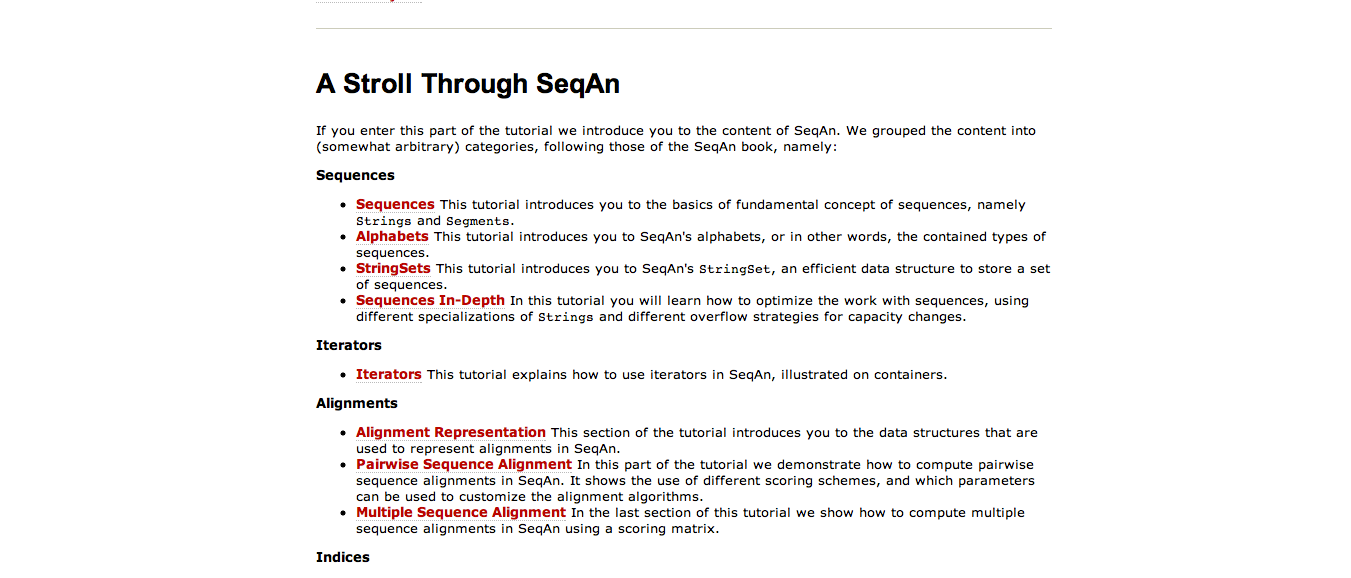 A Stroll Through SeqAn
If you enter this part of the tutorial we introduce you to the content of SeqAn. We grouped the content into
(somewhat arbitrary) categories, following those of the SeqAn book, namely:
Sequences
• Sequences This tutorial introduces you to the basics of fundamental concept of sequences, namely
Strings and Segments.
• Alphabets This tutorial introduces you to SeqAn's alphabets, or in other words, the contained types of
sequences.
• StringSets This tutorial introduces you to SeqAn's StringSet, an efficient data structure to store a set
of sequences.
• Sequences In-Depth In this tutorial you will learn how to optimize the work with sequences, using
different specializations of Strings and different overflow strategies for capacity changes.
Iterators
• Iterators This tutorial explains how to use iterators in SeqAn, illustrated on containers.
Alignments
• Alignment Representation This section of the tutorial introduces you to the data structures that are
used to represent alignments in SeqAn.
• Pairwise Sequence Alignment In this part of the tutorial we demonstrate how to compute pairwise
sequence alignments in SeqAn. It shows the use of different scoring schemes, and which parameters
can be used to customize the alignment algorithms.
• Multiple Sequence Alignment In the last section of this tutorial we show how to compute multiple
sequence alignments in SeqAn using a scoring matrix.
Indices